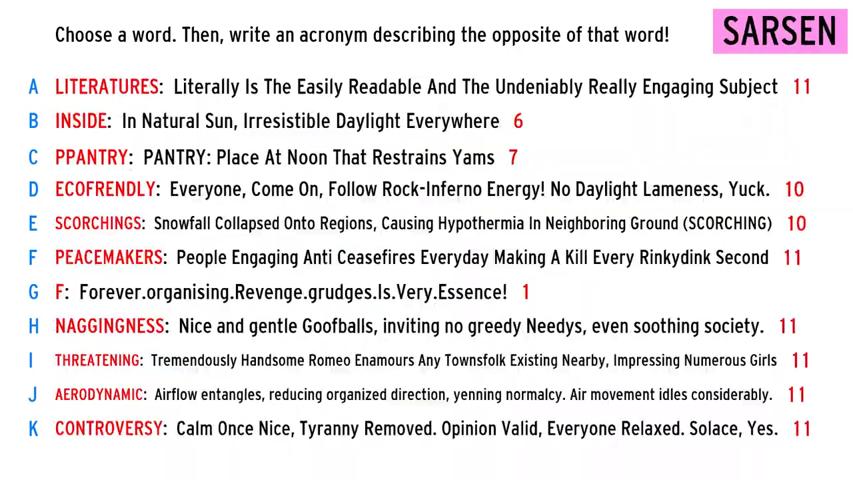 Choose a word. Then, write an acronym describing the opposite of that word!
SARSEN
A LITERATURES: Literally Is The Easily Readable And The Undeniably Really Engaging Subject 11
B INSIDE: In Natural Sun, Irresistible Daylight Everywhere 6
C PPANTRY: PANTRY: Place At Noon That Restrains Yams 7
D ECOFRENDLY: Everyone, Come On, Follow Rock-Inferno Energy! No Daylight Lameness, Yuck. 10
E SCORCHINGS: Snowfall Collapsed Onto Regions, Causing Hypothermia In Neighboring Ground (SCORCHING) 10
F PEACEMAKERS: People Engaging Anti Ceasefires Everyday Making A Kill Every Rinkydink Second 11
G F: Forever.organising.Revenge.grudges.Is.Very.Essence! 1
H NAGGINGNESS: Nice and gentle Goofballs, inviting no greedy Needys, even soothing society. 11
I THREATENING: Tremendously Handsome Romeo Enamours Any Townsfolk Existing Nearby, Impressing Numerous Girls 11
J AERODYNAMIC: Airflow entangles, reducing organized direction, yenning normalcy. Air movement idles considerably. 11
K CONTROVERSY: Calm Once Nice, Tyranny Removed. Opinion Valid, Everyone Relaxed. Solace, Yes. 11